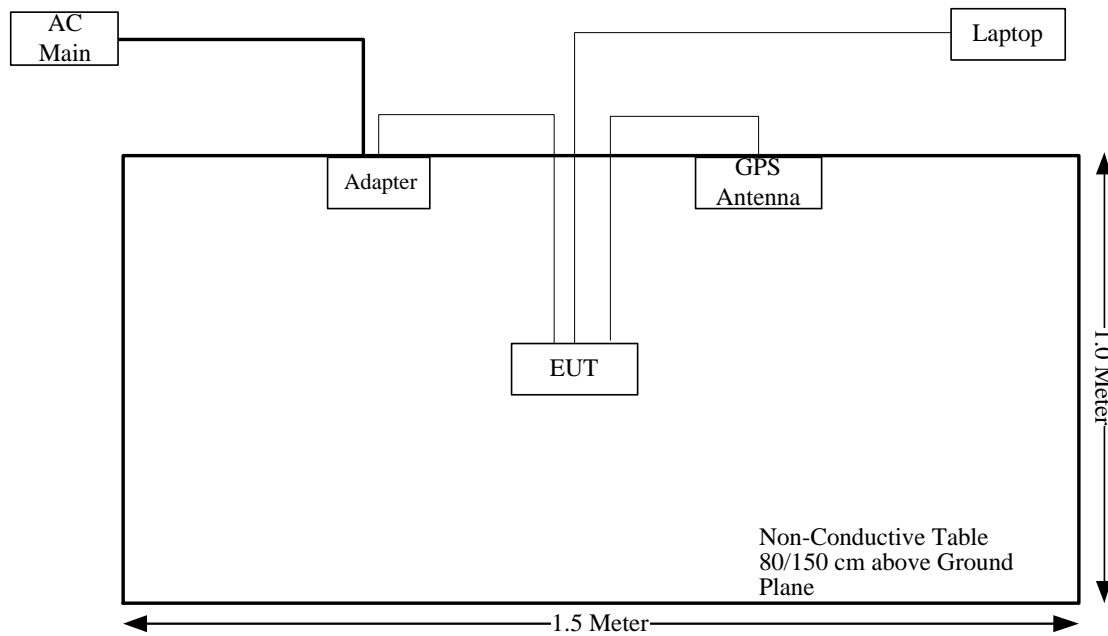 AC
Main
Laptop
Adapter
GPS
Antenna
EUT
1.0 Meter
Non-Conductive Table
80/150 cm above Ground
Plane
1.5 Meter